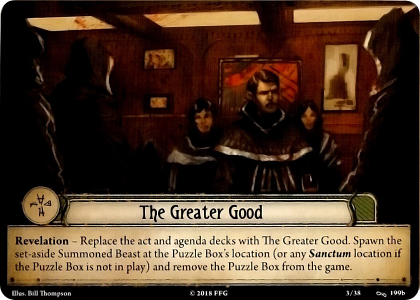 The Greater Good
Revelation – Replace the act and agenda decks with The Greater Good. Spawn the
set-aside Summoned Beast at the Puzzle Box's location (or any Sanctum location if
the Puzzle Box is not in play) and remove the Puzzle Box from the game.
Illus. Bill Thompson
© 2018 FFG
3/38
199b